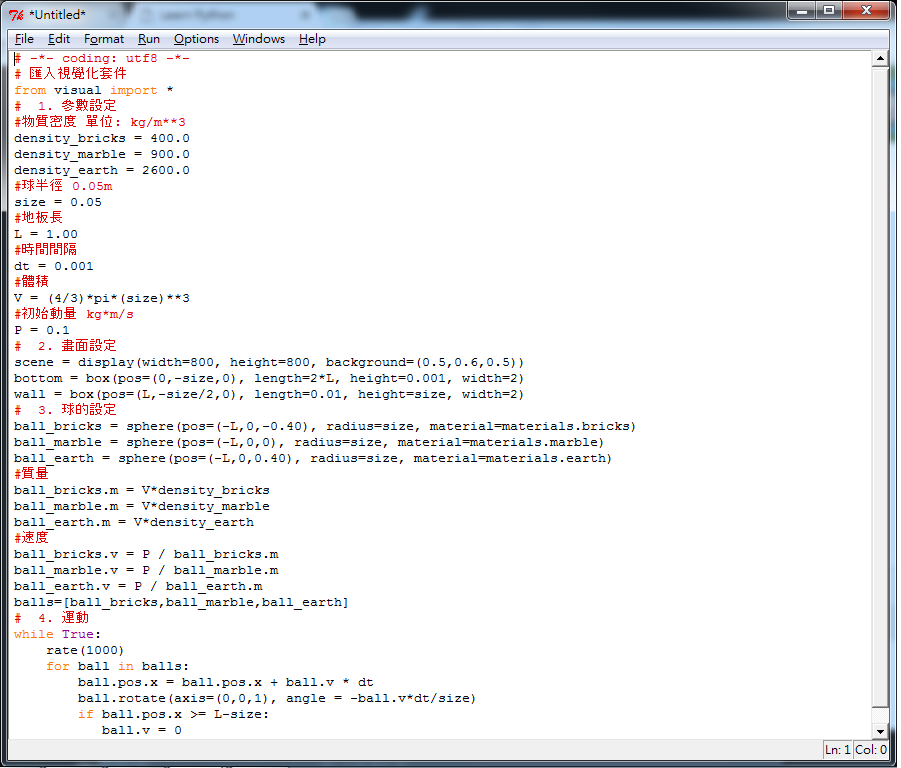 *Untitled*
File Edit Format Run Options Windows Help
# -*- coding: utf8 -*-
# 匯入視覺化套件
from visual import *
#  1. 參數設定
#物質密度 單位: kg/m**3
density_bricks = 400.0
density_marble = 900.0
density_earth = 2600.0
#球半徑 0.05m
size = 0.05
#地板長
L = 1.00
#時間間隔
dt = 0.001
#體積
V = (4/3)*pi*(size)**3
#初始動量 kg*m/s
P = 0.1
#  2. 畫面設定
scene = display(width=800, height=800, background=(0.5,0.6,0.5))
bottom = box(pos=(0,-size,0), length=2*L, height=0.001, width=2)
wall = box(pos=(L,-size/2,0), length=0.01, height=size, width=2)
#  3. 球的設定
ball_bricks = sphere(pos=(-L,0,-0.40), radius=size, material=materials.bricks)
ball_marble = sphere(pos=(-L,0,0), radius=size, material=materials.marble)
ball_earth = sphere(pos=(-L,0,0.40), radius=size, material=materials.earth)
#質量
ball_bricks.m = V*density_bricks
ball_marble.m = V*density_marble
ball_earth.m = V*density_earth
#速度
ball_bricks.v = P / ball_bricks.m
ball_marble.v = P / ball_marble.m
ball_earth.v = P / ball_earth.m
balls=[ball_bricks,ball_marble,ball_earth]
#  4. 運動
while True:
    rate(1000)
    for ball in balls:
        ball.pos.x = ball.pos.x + ball.v * dt
        ball.rotate(axis=(0,0,1), angle = -ball.v*dt/size)
        if ball.pos.x >= L-size:
           ball.v = 0
Ln: 1 Col: 0